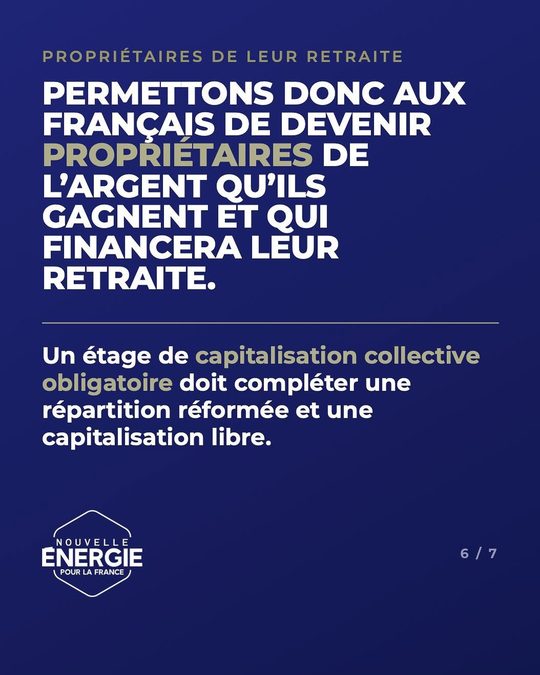 PROPRIÉTAIRES DE LEUR RETRAITE
PERMETTONS DONC AUX
FRANÇAIS DE DEVENIR
PROPRIÉTAIRES DE
L’ARGENT QU’ILS
GAGNENT ET QUI
FINANCERA LEUR
RETRAITE.
Un étage de capitalisation collective
obligatoire doit compléter une
répartition réformée et une
capitalisation libre.
NOUVELLE
ÉNERGIE
POUR LA FRANCE
6 / 7